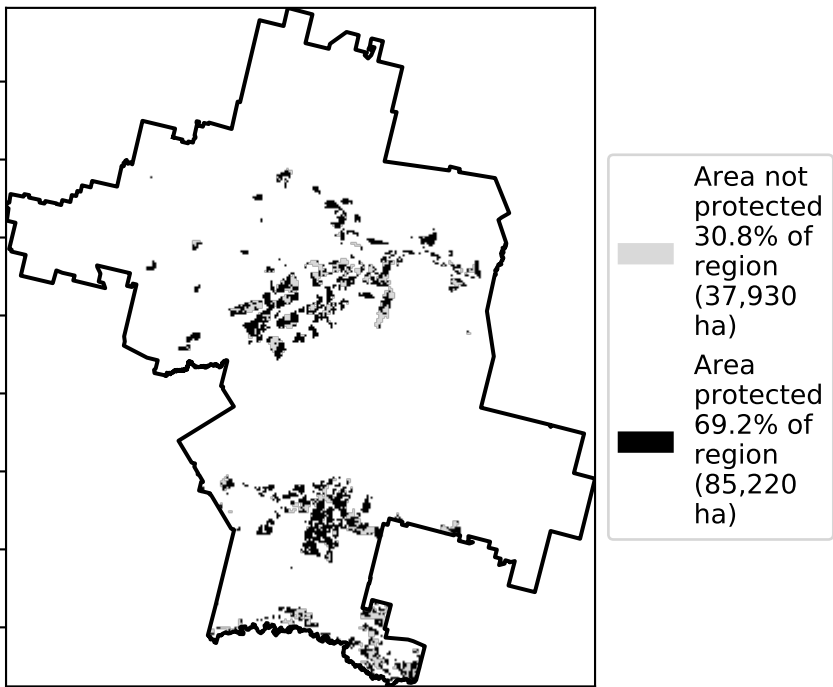 Area not
protected
30.8% of
region
(37,930
ha)
Area
protected
69.2% of
region
(85,220
ha)